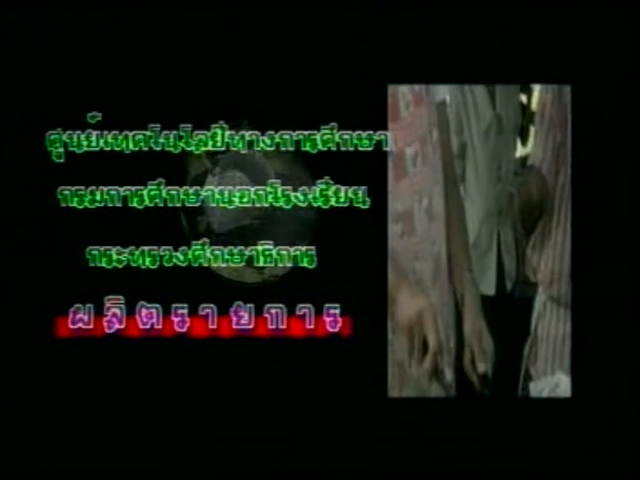 ศูนย์เทคโนโลยีทางการศึกษา
กรมการศึกษานอกโรงเรียน
กระทรวงศึกษาธิการ
ผลิตรายการ